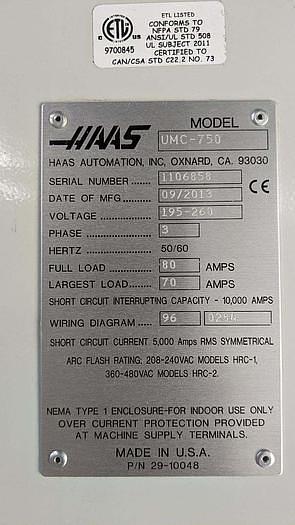 ETL LISTED
CONFORMS TO
NFPA STD 79
ANSI/UL STD 508
UL SUBJECT 2011
CERTIFIED TO
CAN/CSA STD C22.2 NO. 73
ETL
9700845
MODEL
HAAS UMC-750
HAAS AUTOMATION, INC, OXNARD, CA. 93030
SERIAL NUMBER 1106858
DATE OF MFG. 09/2013 CE
VOLTAGE 195-260
PHASE 3
HERTZ 50/60
FULL LOAD 80 AMPS
LARGEST LOAD 70 AMPS
SHORT CIRCUIT INTERRUPTING CAPACITY - 10,000 AMPS
WIRING DIAGRAM 96
SHORT CIRCUIT CURRENT 5,000 Amps RMS SYMMETRICAL
ARC FLASH RATING: 208-240VAC MODELS HRC-1,
360-480VAC MODELS HRC-2.
NEMA TYPE 1 ENCLOSURE-FOR INDOOR USE ONLY
OVER CURRENT PROTECTION PROVIDED
AT MACHINE SUPPLY TERMINALS.
MADE IN U.S.A.
P/N 29-10048